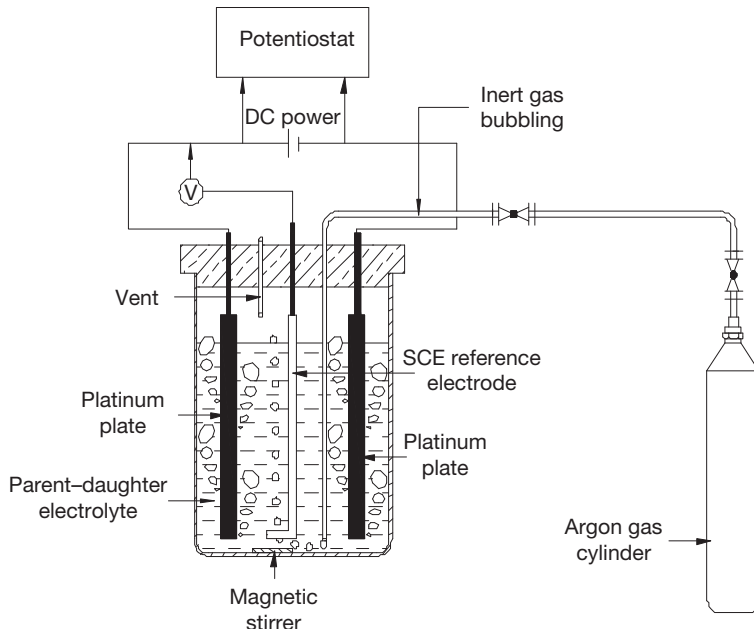 Potentiostat
DC power
Inert gas
bubbling
V
Vent
SCE reference
electrode
Platinum
plate
Platinum
plate
Parent–daughter
electrolyte
Argon gas
cylinder
Magnetic
stirrer